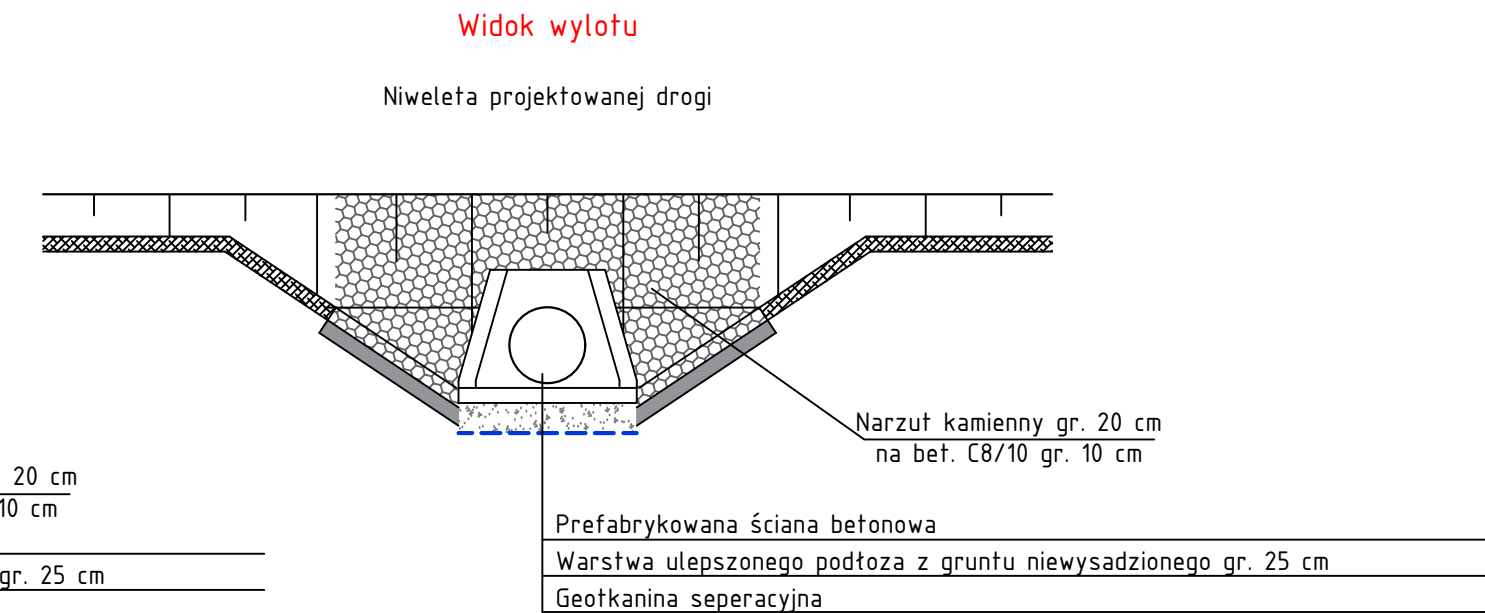 Widok wylotu
Niweleta projektowanej drogi
Narzut kamienny gr. 20 cm
na bet. C8/10 gr. 10 cm
20 cm
10 cm
gr. 25 cm
Prefabrykowana ściana betonowa
Warstwa ulepszonego podłoża z gruntu niewysadzionego gr. 25 cm
Geotkanina seperacyjna